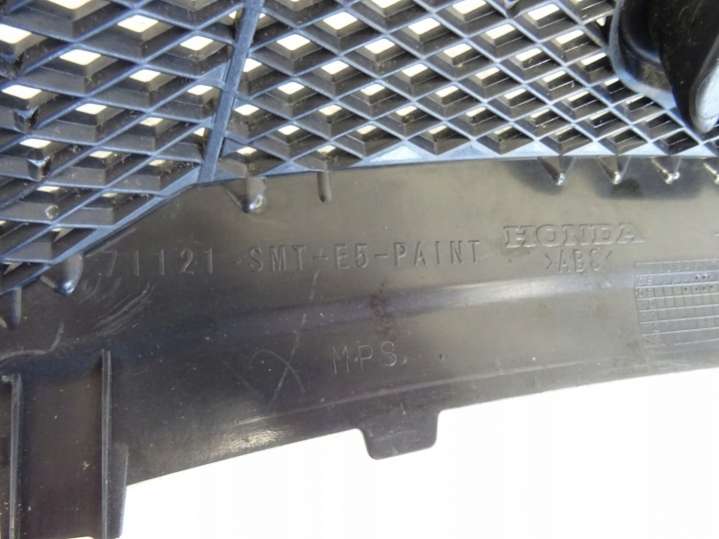 71121 SMT-E5-PAINT HONDA
>ABS<
MPS